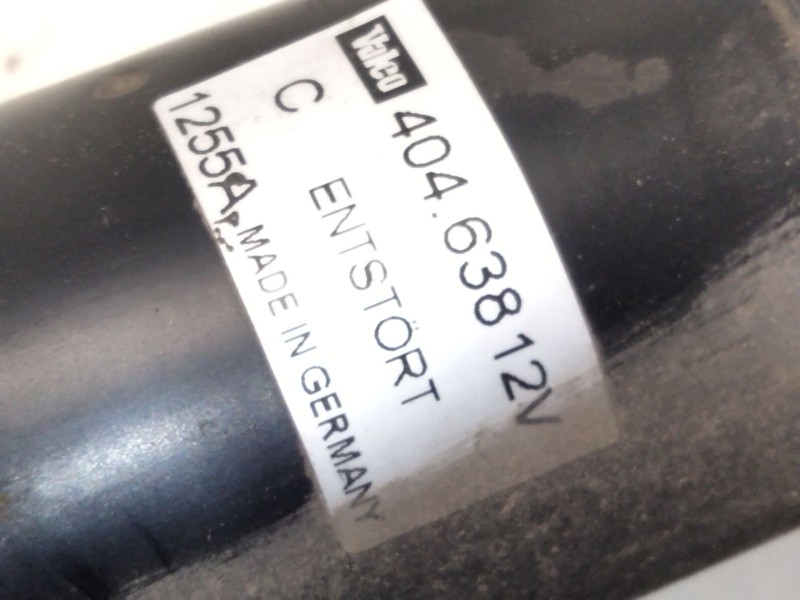 Valeo
404.638 12V
C ENTSTÖRT
1255A, MADE IN GERMANY